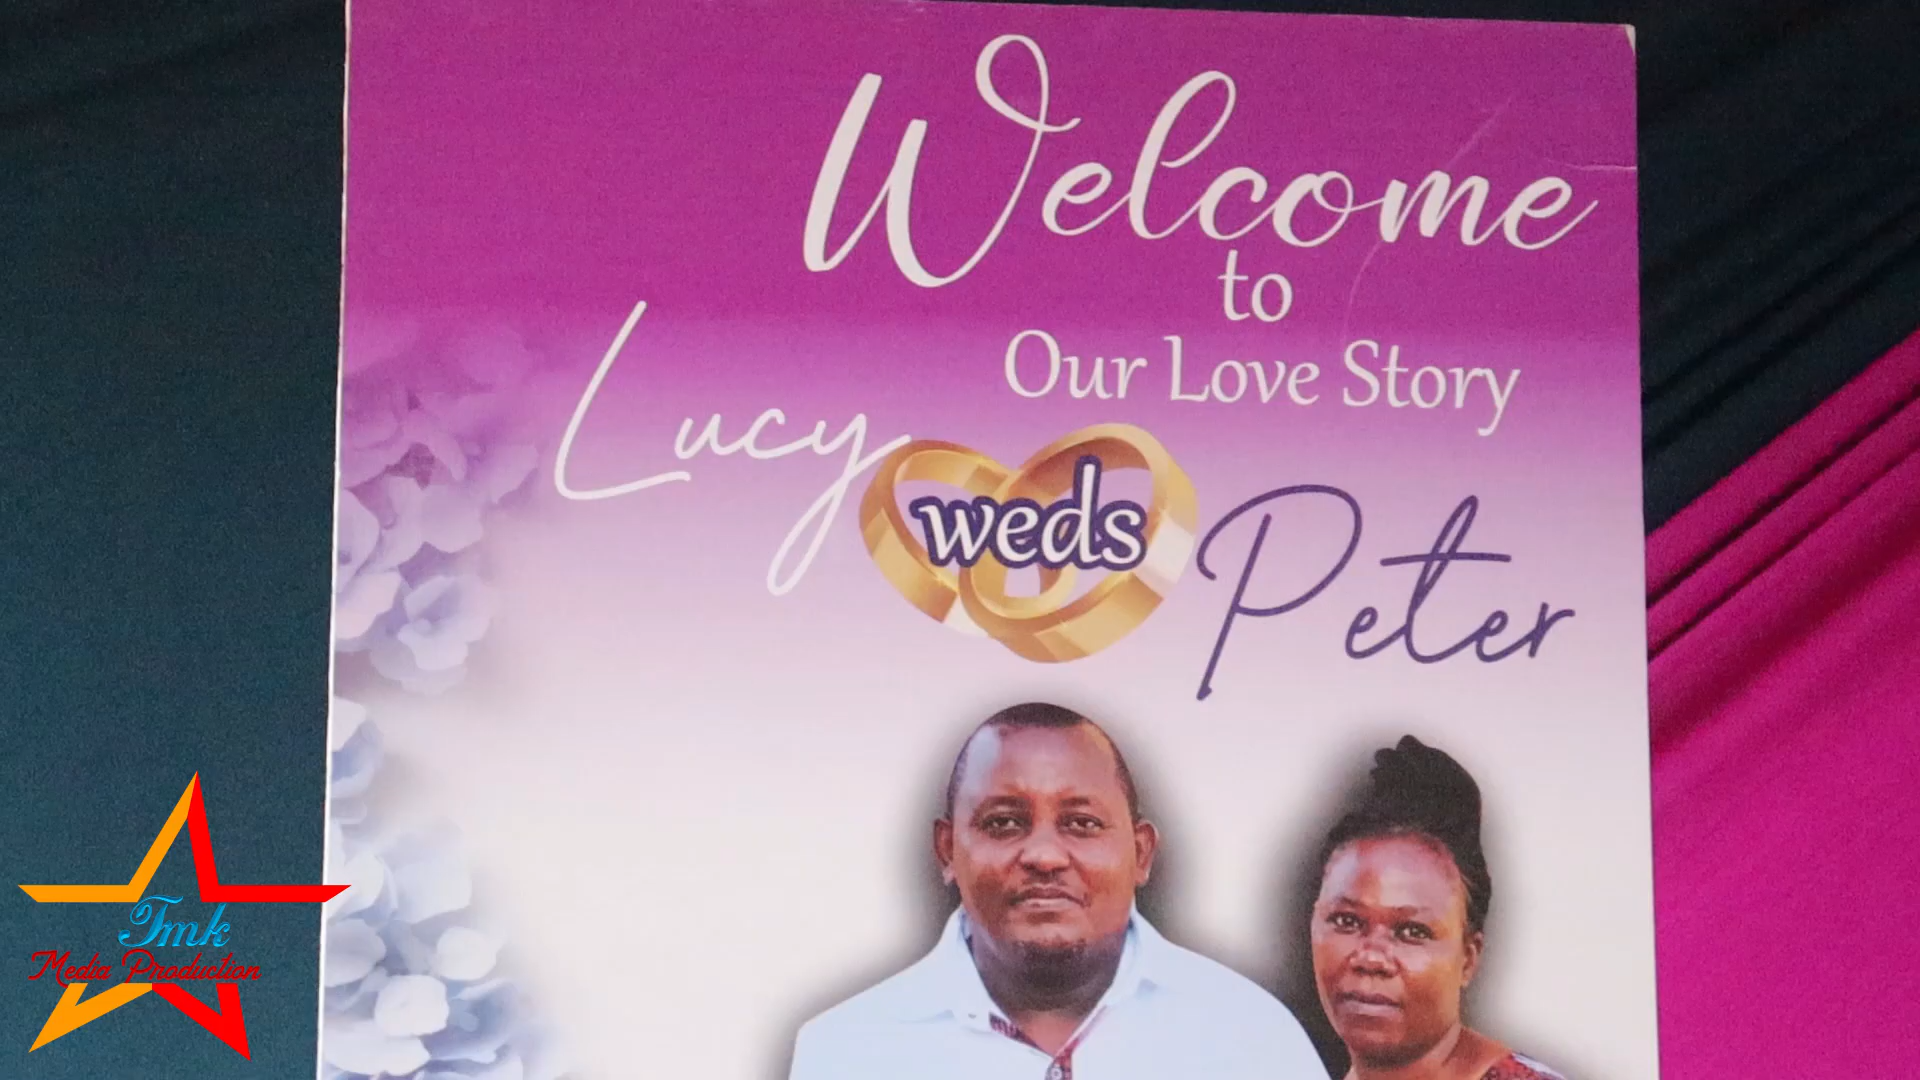 Welcome
to
Our Love Story
Lucy
weds
Peter
Tmk
Media Production